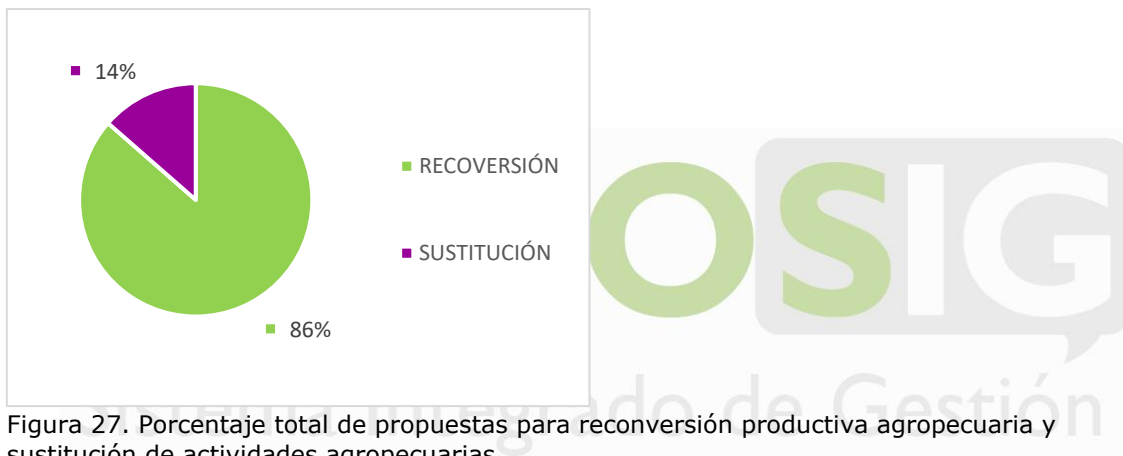 14%
RECOVERSIÓN
SUSTITUCIÓN
86%
OSIG
Sistema Integrado de Gestión
Figura 27. Porcentaje total de propuestas para reconversión productiva agropecuaria y
sustitución de actividades agropecuarias